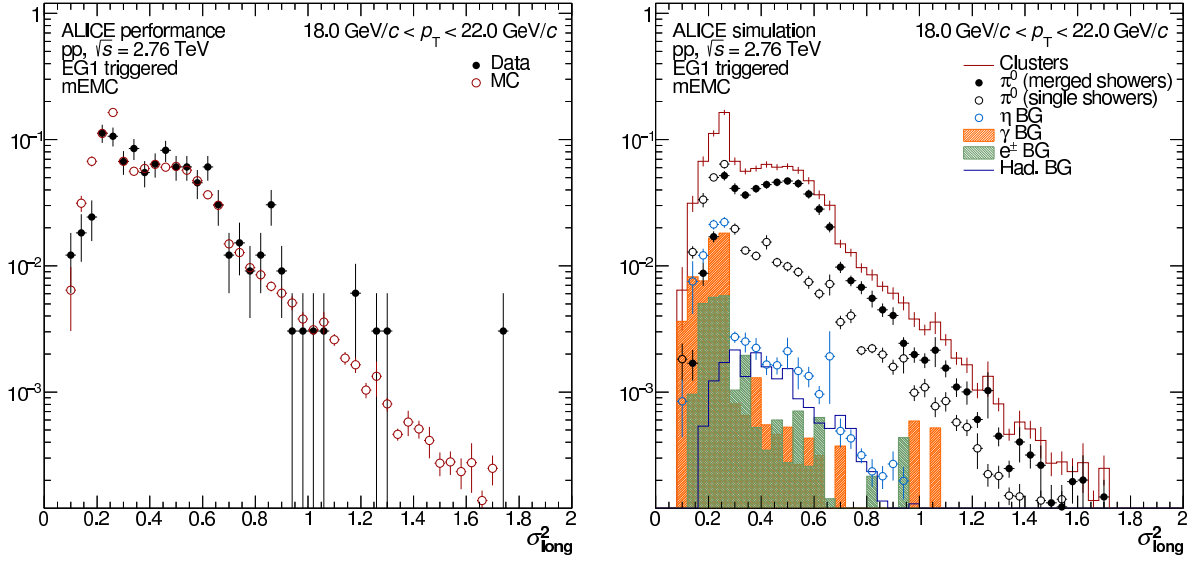 ALICE performance
pp, √s = 2.76 TeV
EG1 triggered
mEMC
18.0 GeV/c < p_T < 22.0 GeV/c
Data
MC
1
10⁻¹
10⁻²
10⁻³
0 0.2 0.4 0.6 0.8 1 1.2 1.4 1.6 1.8 2
σ²_long
ALICE simulation
pp, √s = 2.76 TeV
EG1 triggered
mEMC
18.0 GeV/c < p_T < 22.0 GeV/c
Clusters
π⁰ (merged showers)
π⁰ (single showers)
η BG
γ BG
e± BG
Had. BG
1
10⁻¹
10⁻²
10⁻³
0 0.2 0.4 0.6 0.8 1 1.2 1.4 1.6 1.8 2
σ²_long